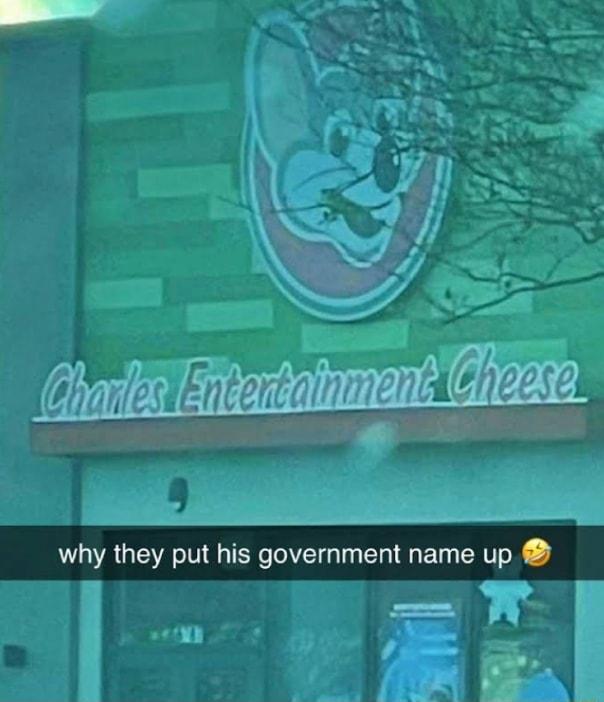 Charles Entertainment Cheese
why they put his government name up 🤣